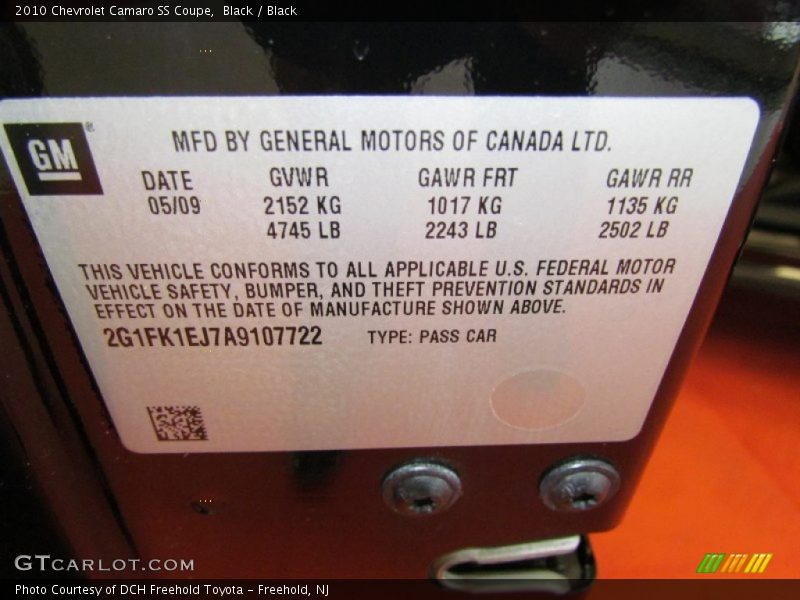 2010 Chevrolet Camaro SS Coupe, Black / Black
GM®
MFD BY GENERAL MOTORS OF CANADA LTD.
DATE GVWR GAWR FRT GAWR RR
05/09 2152 KG 1017 KG 1135 KG
4745 LB 2243 LB 2502 LB
THIS VEHICLE CONFORMS TO ALL APPLICABLE U.S. FEDERAL MOTOR
VEHICLE SAFETY, BUMPER, AND THEFT PREVENTION STANDARDS IN
EFFECT ON THE DATE OF MANUFACTURE SHOWN ABOVE.
2G1FK1EJ7A9107722 TYPE: PASS CAR
GTCARLOT.COM
Photo Courtesy of DCH Freehold Toyota - Freehold, NJ